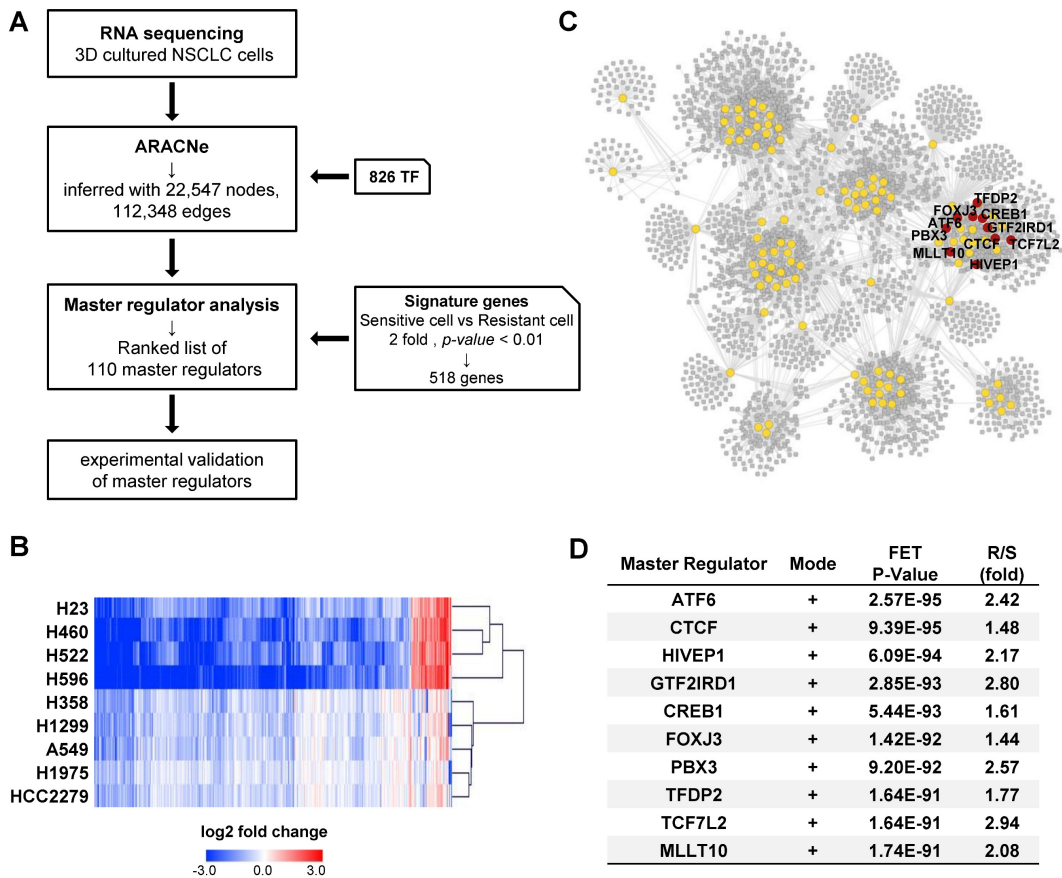 A
RNA sequencing
3D cultured NSCLC cells
ARACNe
↓
inferred with 22,547 nodes,
112,348 edges
826 TF
Master regulator analysis
↓
Ranked list of
110 master regulators
Signature genes
Sensitive cell vs Resistant cell
2 fold , p-value < 0.01
↓
518 genes
experimental validation
of master regulators
B
H23
H460
H522
H596
H358
H1299
A549
H1975
HCC2279
log2 fold change
-3.0 0.0 3.0
C
TFDP2
FOXJ3 CREB1
ATF6 GTF2IRD1
PBX3
CTCF TCF7L2
MLLT10
HIVEP1
D
Master Regulator Mode FET P-Value R/S (fold)
ATF6 + 2.57E-95 2.42
CTCF + 9.39E-95 1.48
HIVEP1 + 6.09E-94 2.17
GTF2IRD1 + 2.85E-93 2.80
CREB1 + 5.44E-93 1.61
FOXJ3 + 1.42E-92 1.44
PBX3 + 9.20E-92 2.57
TFDP2 + 1.64E-91 1.77
TCF7L2 + 1.64E-91 2.94
MLLT10 + 1.74E-91 2.08